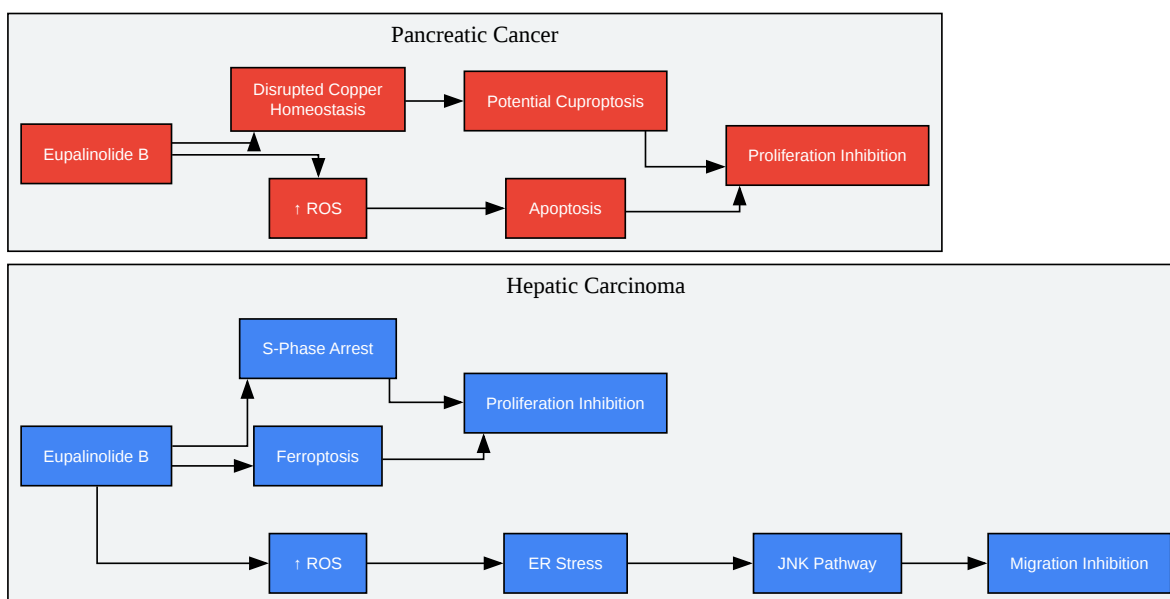 Pancreatic Cancer
Disrupted Copper
Homeostasis
Potential Cuproptosis
Eupalinolide B
Proliferation Inhibition
↑ ROS
Apoptosis
Hepatic Carcinoma
S-Phase Arrest
Proliferation Inhibition
Eupalinolide B
Ferroptosis
↑ ROS
ER Stress
JNK Pathway
Migration Inhibition